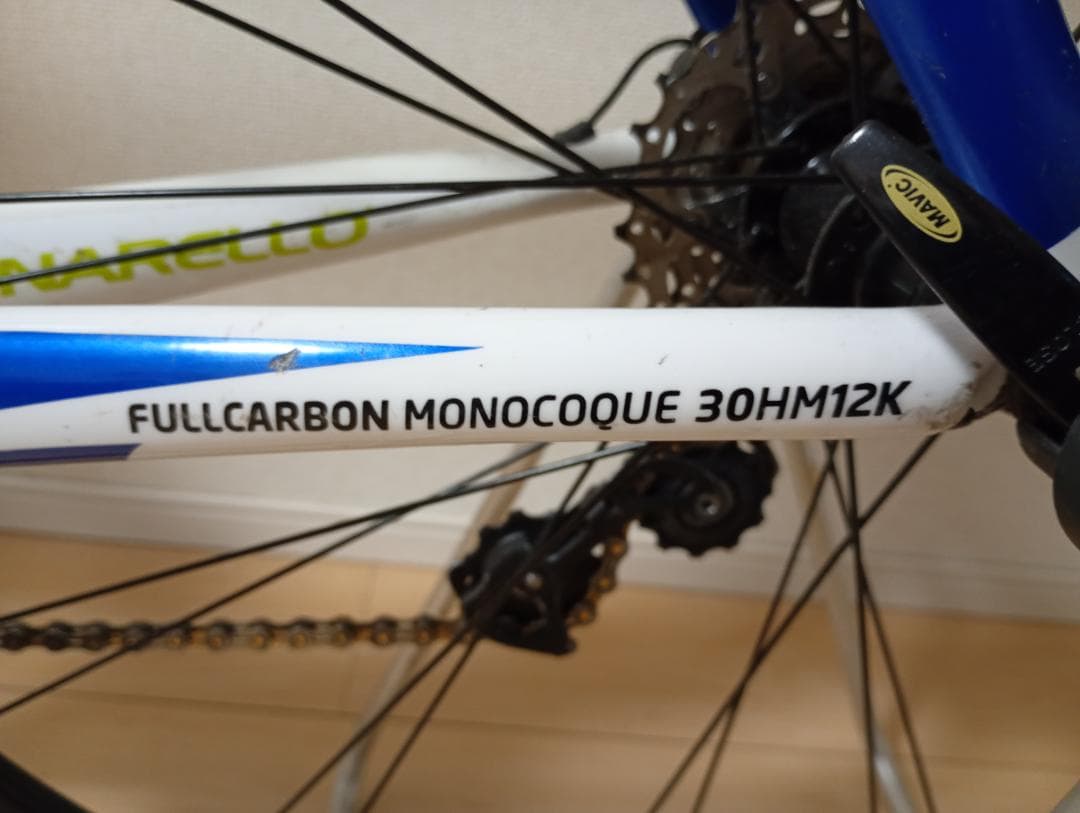 MAVIC
NARELLO
FULLCARBON MONOCOQUE 30HM12K